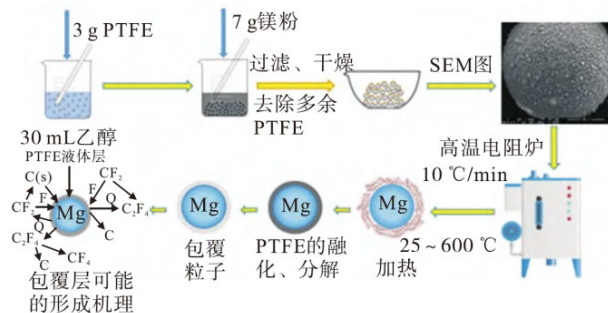 3 g PTFE
7 g镁粉
过滤、干燥
去除多余
PTFE
SEM图
30 mL乙醇
PTFE液体层
高温电阻炉
10 ℃/min
25~600 ℃
C(s)
CF₂
F
F
CF₂
Q
Q
C₂F₄
C₂F₄
CF₄
C
C
Mg
包覆层可能
的形成机理
Mg
包覆
粒子
Mg
PTFE的融
化、分解
Mg
加热